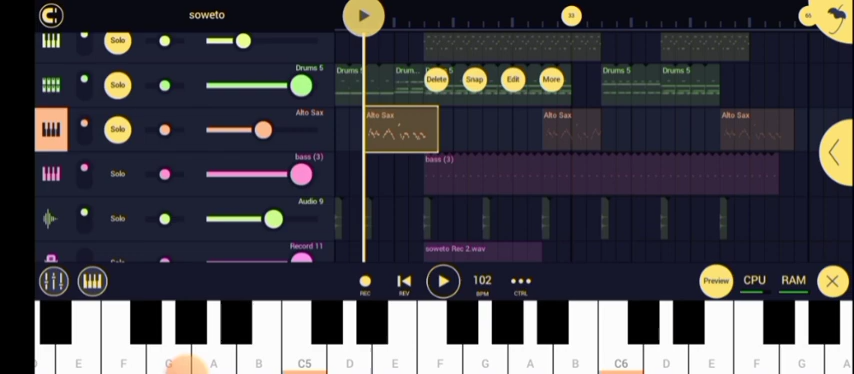 soweto
33
Solo
Drums 5
Solo
Drums 5
Drum...
Delete
Snap
Edit
More
Drums 5
Drums 5
Alto Sax
Solo
Alto Sax
Alto Sax
Alto Sax
bass (3)
Solo
bass (3)
Audio 9
Solo
Record 11
soweto Rec 2.wav
REC
REV
102
BPM
CTRL
Preview
CPU
RAM
E
F
G
A
B
C5
D
E
F
G
A
B
C6
D
E
F
G
A